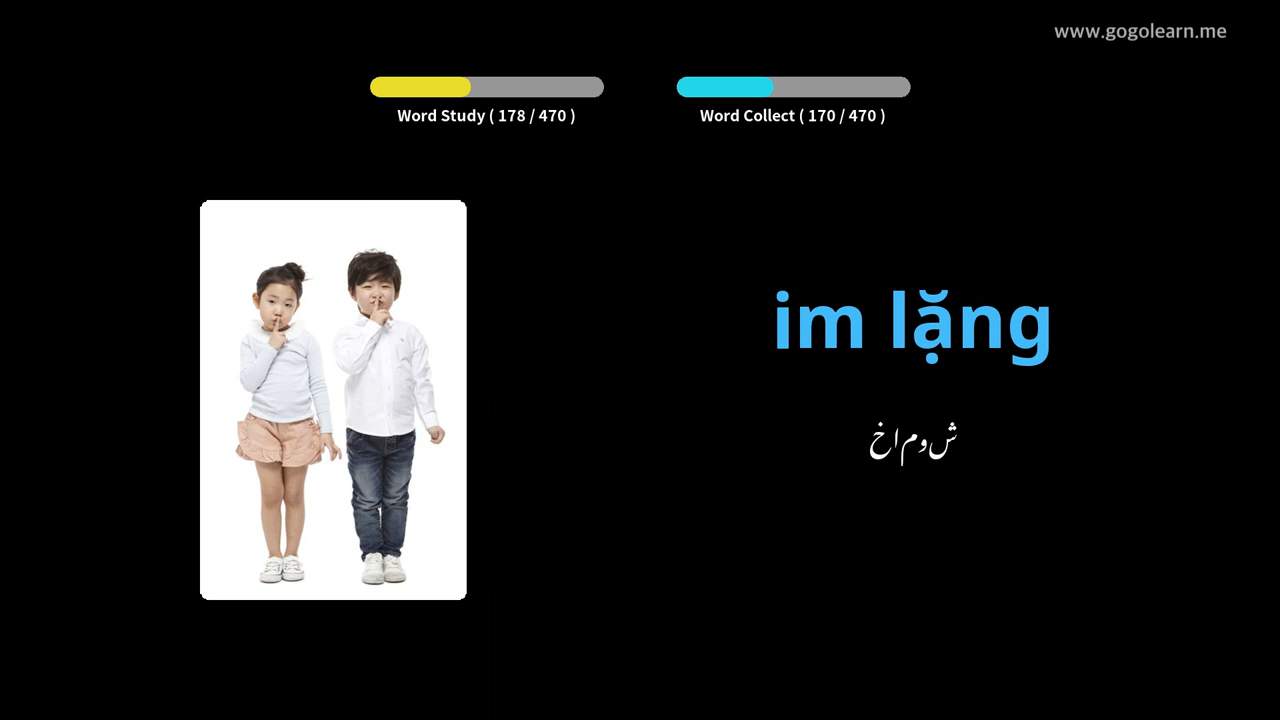 www.gogolearn.me
Word Study ( 178 / 470 )
Word Collect ( 170 / 470 )
im lặng
خاموش